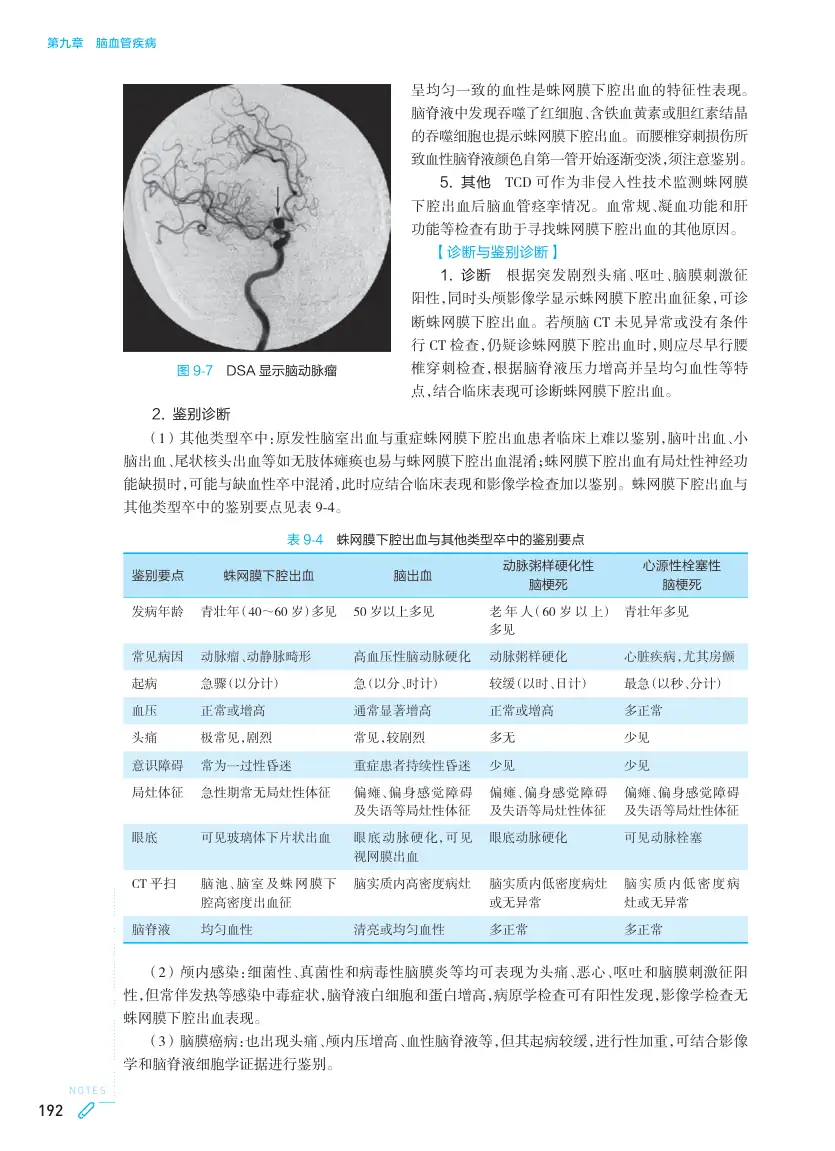 第九章 脑血管疾病
呈均匀一致的血性是蛛网膜下腔出血的特征性表现。
脑脊液中发现吞噬了红细胞、含铁血黄素或胆红素结晶
的吞噬细胞也提示蛛网膜下腔出血。而腰椎穿刺损伤所
致血性脑脊液颜色自第一管开始逐渐变淡,须注意鉴别。
5. 其他 TCD 可作为非侵入性技术监测蛛网膜
下腔出血后脑血管痉挛情况。血常规、凝血功能和肝
功能等检查有助于寻找蛛网膜下腔出血的其他原因。
【诊断与鉴别诊断】
1. 诊断 根据突发剧烈头痛、呕吐、脑膜刺激征
阳性,同时头颅影像学显示蛛网膜下腔出血征象,可诊
断蛛网膜下腔出血。若颅脑 CT 未见异常或没有条件
行 CT 检查,仍疑诊蛛网膜下腔出血时,则应尽早行腰
椎穿刺检查,根据脑脊液压力增高并呈均匀血性等特
点,结合临床表现可诊断蛛网膜下腔出血。
图 9-7 DSA 显示脑动脉瘤
2. 鉴别诊断
(1)其他类型卒中:原发性脑室出血与重症蛛网膜下腔出血患者临床上难以鉴别,脑叶出血、小
脑出血、尾状核头出血等如无肢体瘫痪也易与蛛网膜下腔出血混淆;蛛网膜下腔出血有局灶性神经功
能缺损时,可能与缺血性卒中混淆,此时应结合临床表现和影像学检查加以鉴别。蛛网膜下腔出血与
其他类型卒中的鉴别要点见表 9-4。
表 9-4 蛛网膜下腔出血与其他类型卒中的鉴别要点
鉴别要点 蛛网膜下腔出血 脑出血 动脉粥样硬化性 心源性栓塞性
脑梗死 脑梗死
发病年龄 青壮年(40~60 岁)多见 50 岁以上多见 老年人(60 岁以上) 青壮年多见
多见
常见病因 动脉瘤、动静脉畸形 高血压性脑动脉硬化 动脉粥样硬化 心脏疾病,尤其房颤
起病 急骤(以分计) 急(以分、时计) 较缓(以时、日计) 最急(以秒、分计)
血压 正常或增高 通常显著增高 正常或增高 多正常
头痛 极常见,剧烈 常见,较剧烈 多无 少见
意识障碍 常为一过性昏迷 重症患者持续性昏迷 少见 少见
局灶体征 急性期常无局灶性体征 偏瘫、偏身感觉障碍 偏瘫、偏身感觉障碍 偏瘫、偏身感觉障碍
及失语等局灶性体征 及失语等局灶性体征 及失语等局灶性体征
眼底 可见玻璃体下片状出血 眼底动脉硬化,可见 眼底动脉硬化 可见动脉栓塞
视网膜出血
CT 平扫 脑池、脑室及蛛网膜下 脑实质内高密度病灶 脑实质内低密度病灶 脑实质内低密度病
腔高密度出血征 或无异常 灶或无异常
脑脊液 均匀血性 清亮或均匀血性 多正常 多正常
(2)颅内感染:细菌性、真菌性和病毒性脑膜炎等均可表现为头痛、恶心、呕吐和脑膜刺激征阳
性,但常伴发热等感染中毒症状,脑脊液白细胞和蛋白增高,病原学检查可有阳性发现,影像学检查无
蛛网膜下腔出血表现。
(3)脑膜癌病:也出现头痛、颅内压增高、血性脑脊液等,但其起病较缓,进行性加重,可结合影像
学和脑脊液细胞学证据进行鉴别。
NOTES
192